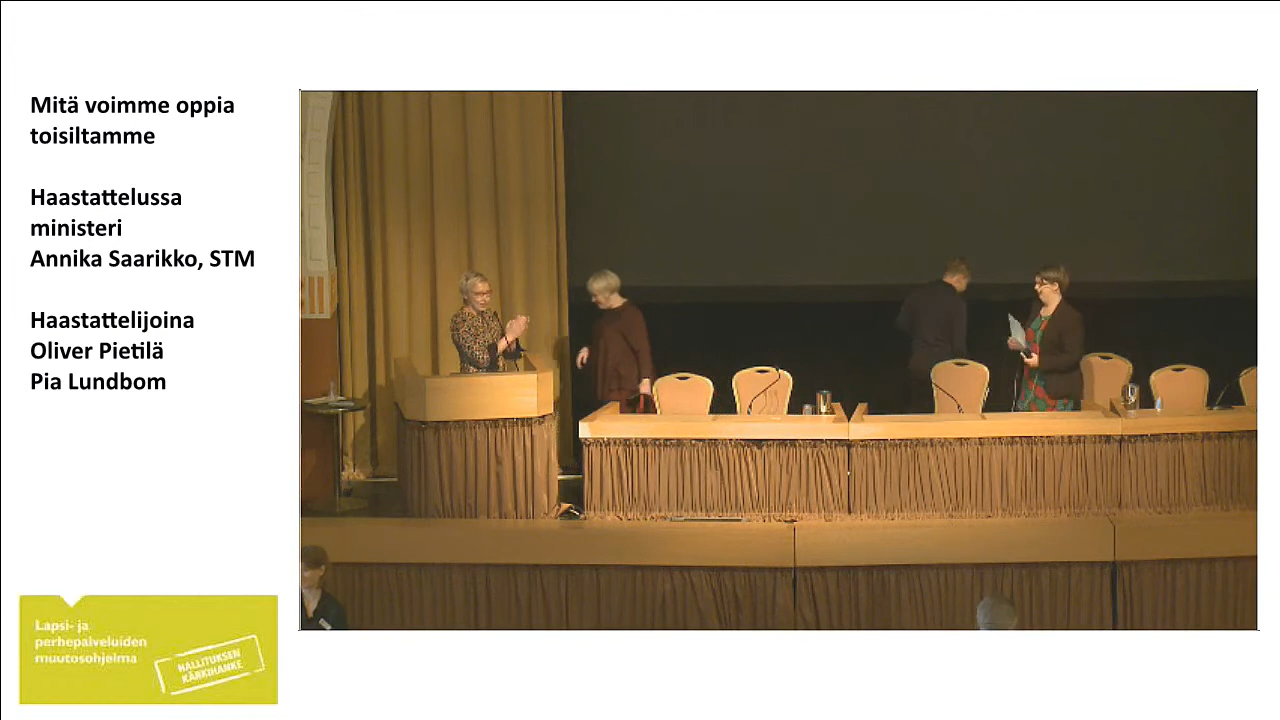 Mitä voimme oppia
toisiltamme
Haastattelussa
ministeri
Annika Saarikko, STM
Haastattelijoina
Oliver Pietilä
Pia Lundbom
Lapsi- ja
perhepalveluiden
muutosohjelma
HALLITUKSEN
KÄRKIHANKE